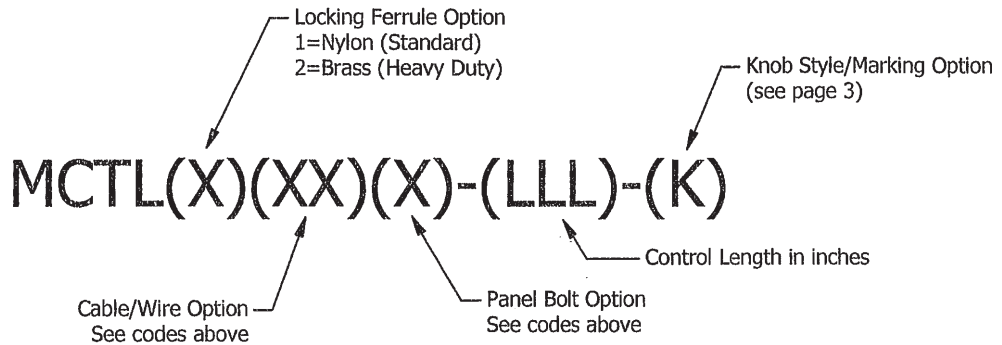 Locking Ferrule Option
1=Nylon (Standard)
2=Brass (Heavy Duty)
Knob Style/Marking Option
(see page 3)
MCTL(X)(XX)(X)-(LLL)-(K)
Control Length in inches
Cable/Wire Option
See codes above
Panel Bolt Option
See codes above